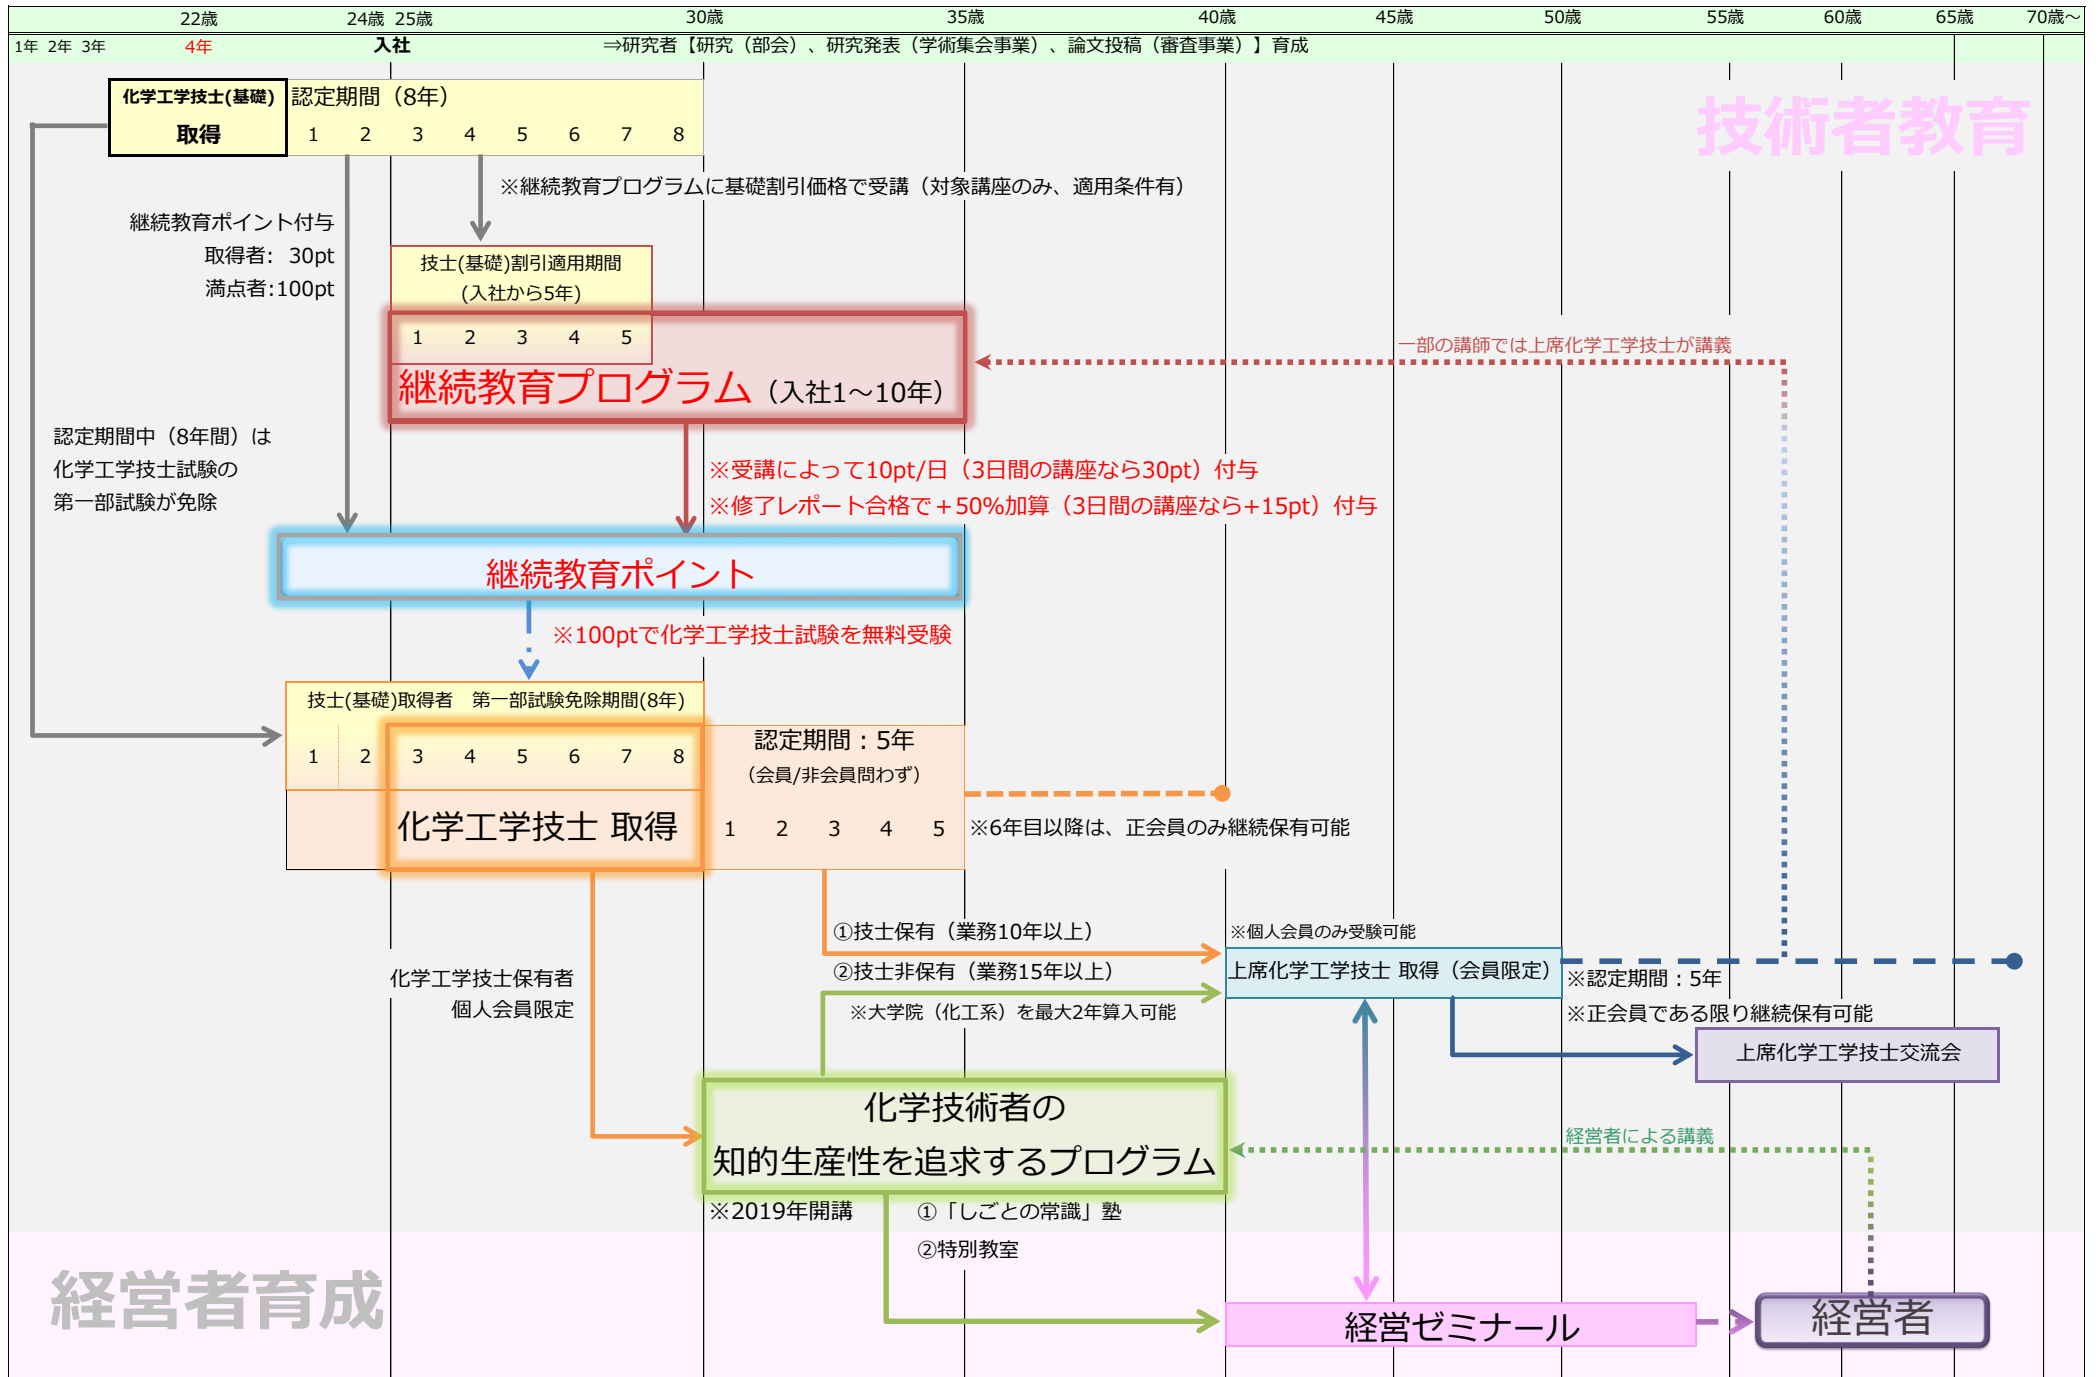 22歳 24歳 25歳 30歳 35歳 40歳 45歳 50歳 55歳 60歳 65歳 70歳～
1年 2年 3年 4年 入社 ⇒研究者【研究（部会）、研究発表（学術集会事業）、論文投稿（審査事業）】育成
化学工学技士(基礎)
取得
認定期間（8年）
1 2 3 4 5 6 7 8
技術者教育
※継続教育プログラムに基礎割引価格で受講（対象講座のみ、適用条件有）
継続教育ポイント付与
取得者: 30pt
満点者:100pt
技士(基礎)割引適用期間
(入社から5年)
1 2 3 4 5
継続教育プログラム（入社1～10年）
一部の講師では上席化学工学技士が講義
認定期間中（8年間）は
化学工学技士試験の
第一部試験が免除
※受講によって10pt/日（3日間の講座なら30pt）付与
※修了レポート合格で＋50%加算（3日間の講座なら+15pt）付与
継続教育ポイント
※100ptで化学工学技士試験を無料受験
技士(基礎)取得者 第一部試験免除期間(8年)
1 2 3 4 5 6 7 8
化学工学技士 取得
認定期間：5年
（会員/非会員問わず）
1 2 3 4 5
※6年目以降は、正会員のみ継続保有可能
①技士保有（業務10年以上）
②技士非保有（業務15年以上）
※大学院（化工系）を最大2年算入可能
※個人会員のみ受験可能
上席化学工学技士 取得（会員限定）
※認定期間：5年
※正会員である限り継続保有可能
上席化学工学技士交流会
化学工学技士保有者
個人会員限定
化学技術者の
知的生産性を追求するプログラム
経営者による講義
※2019年開講
①「しごとの常識」塾
②特別教室
経営者育成
経営ゼミナール
経営者